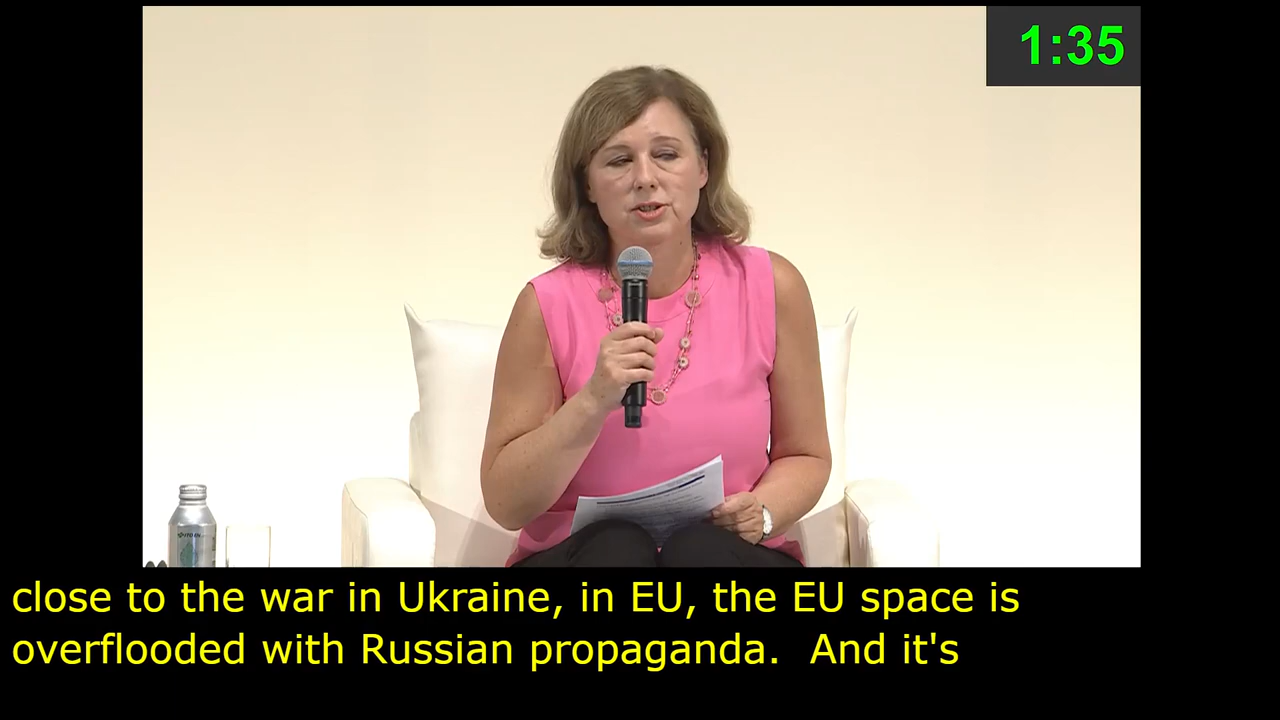 1:35
close to the war in Ukraine, in EU, the EU space is
overflooded with Russian propaganda.  And it's